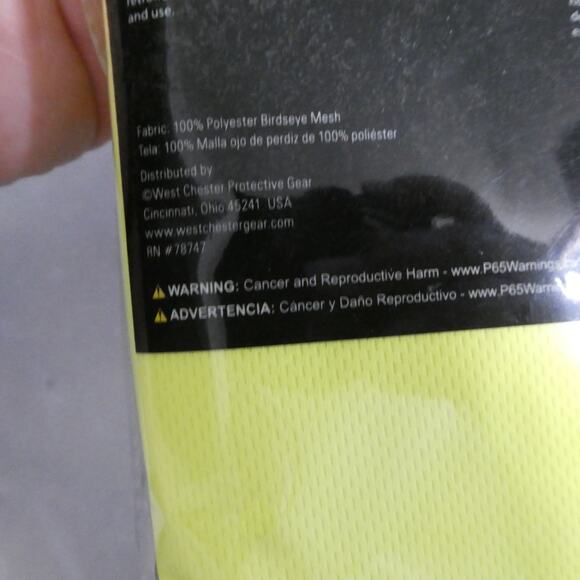 and use.
Fabric: 100% Polyester Birdseye Mesh
Tela: 100% Malla ojo de perdiz de 100% poliéster
Distributed by
©West Chester Protective Gear
Cincinnati, Ohio 45241 USA
www.westchestergear.com
RN #78747
WARNING: Cancer and Reproductive Harm - www.P65Warnings.
ADVERTENCIA: Cáncer y Daño Reproductivo - www.P65Warn